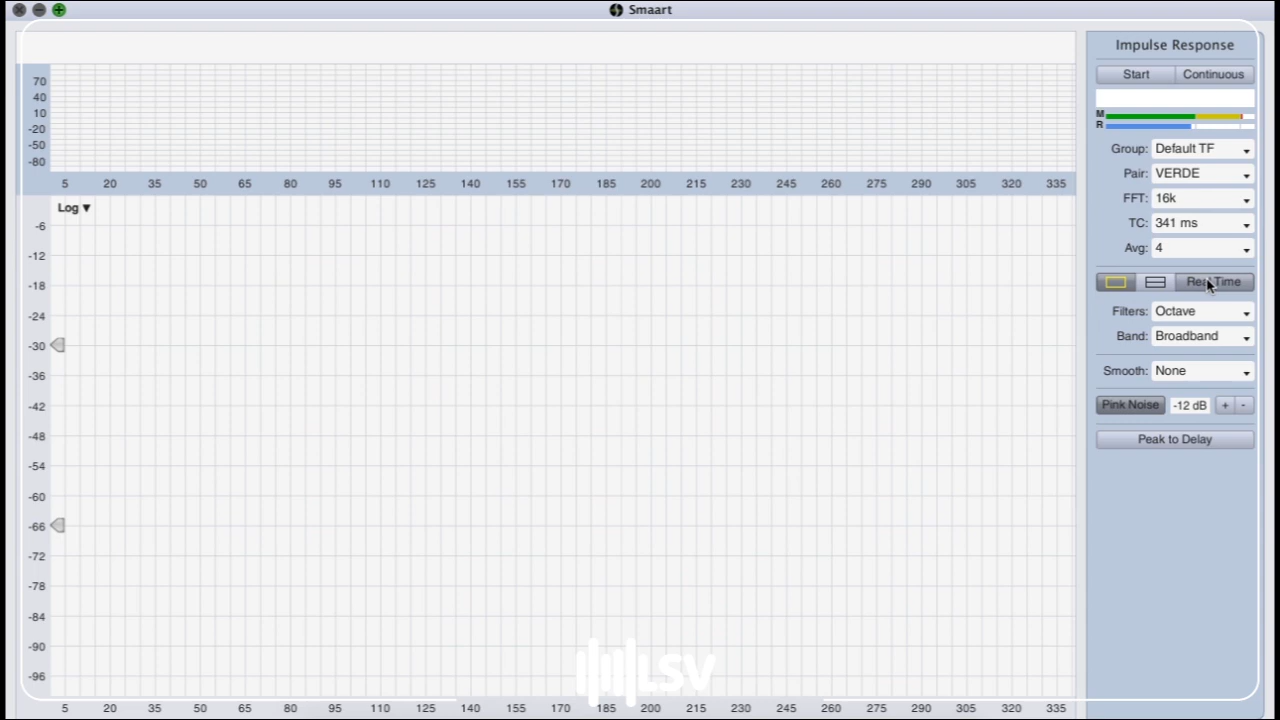 Smaart
Impulse Response
Start Continuous
M
R
Group: Default TF
Pair: VERDE
FFT: 16k
TC: 341 ms
Avg: 4
Real Time
Filters: Octave
Band: Broadband
Smooth: None
Pink Noise -12 dB + -
Peak to Delay
70
40
10
-20
-50
-80
5 20 35 50 65 80 95 110 125 140 155 170 185 200 215 230 245 260 275 290 305 320 335
Log ▼
-6
-12
-18
-24
-30
-36
-42
-48
-54
-60
-66
-72
-78
-84
-90
-96
5 20 35 50 65 80 95 110 125 140 155 170 185 200 215 230 245 260 275 290 305 320 335
LSV